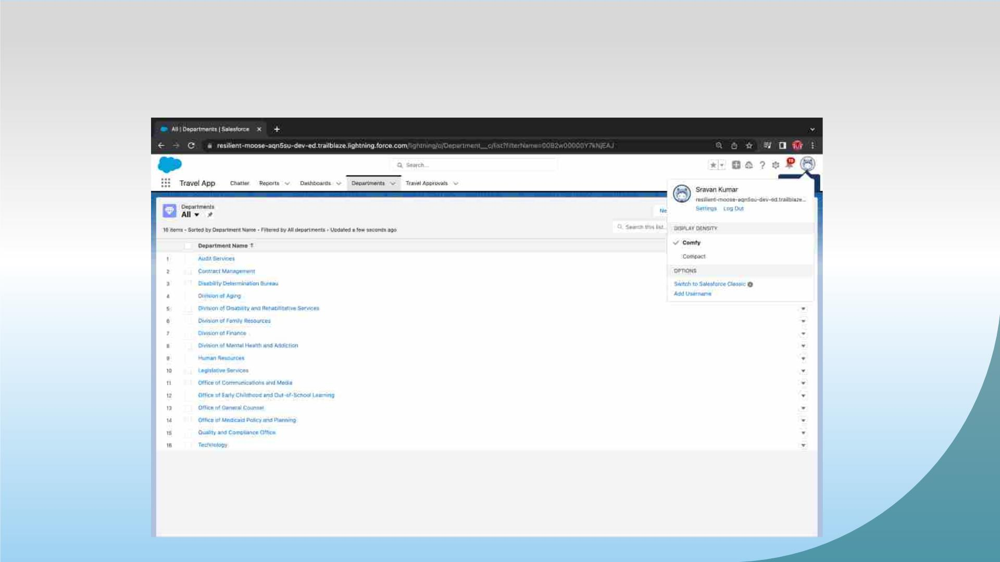 All | Departments | Salesforce
resilient-moose-aqn5su-dev-ed.trailblaze.lightning.force.com/lightning/o/Department__c/list?filterName=00B2w00000Y7kNjEAJ
Search...
Travel App Chatter Reports Dashboards Departments Travel Approvals
Sravan Kumar
resilient-moose-aqn5su-dev-ed.trailblaze...
Settings Log Out
Departments
All
Ne
16 items • Sorted by Department Name • Filtered by All departments • Updated a few seconds ago
Search this list...
DISPLAY DENSITY
Comfy
Compact
OPTIONS
Switch to Salesforce Classic
Add Username
Department Name ↑
1 Audit Services
2 Contract Management
3 Disability Determination Bureau
4 Division of Aging
5 Division of Disability and Rehabilitative Services
6 Division of Family Resources
7 Division of Finance
8 Division of Mental Health and Addiction
9 Human Resources
10 Legislative Services
11 Office of Communications and Media
12 Office of Early Childhood and Out-of-School Learning
13 Office of General Counsel
14 Office of Medicaid Policy and Planning
15 Quality and Compliance Office
16 Technology